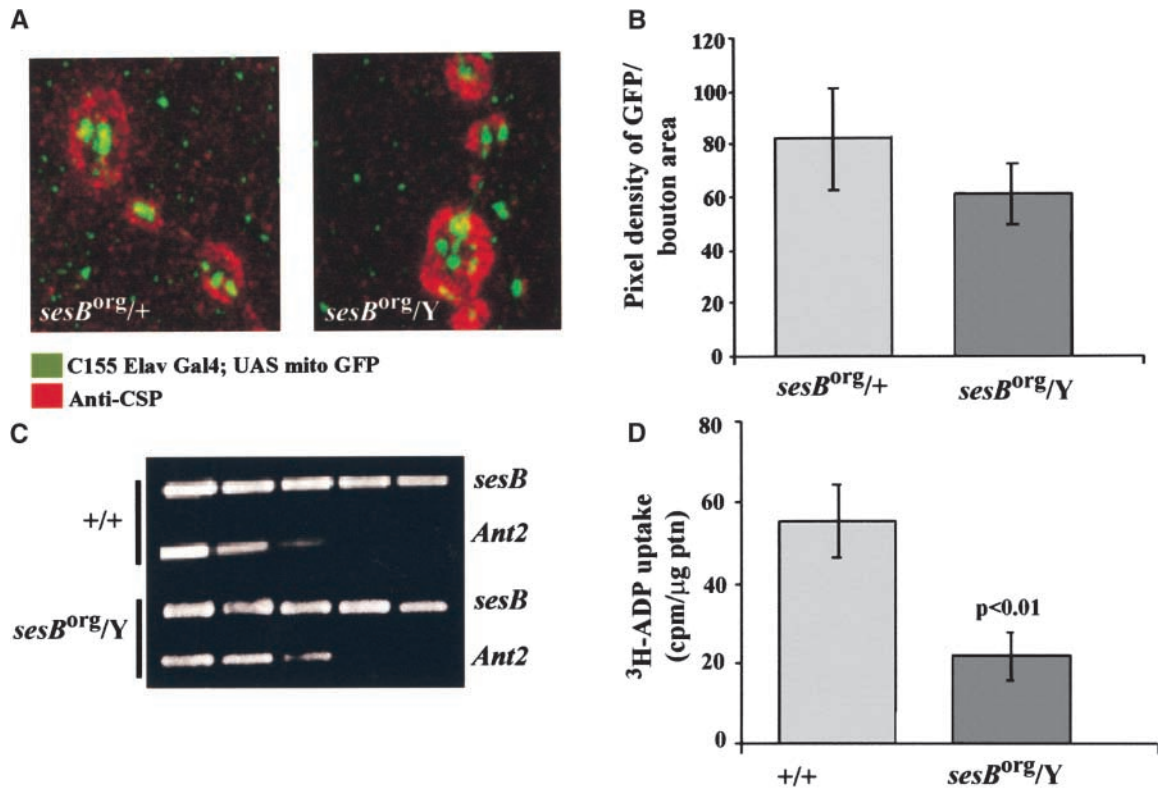 A
sesB^org/+
sesB^org/Y
C155 Elav Gal4; UAS mito GFP
Anti-CSP
B
Pixel density of GFP/
bouton area
120
100
80
60
40
20
0
sesB^org/+
sesB^org/Y
C
+/+
sesB
Ant2
sesB^org/Y
sesB
Ant2
D
³H-ADP uptake
(cpm/µg ptn)
80
60
40
20
0
p<0.01
+/+
sesB^org/Y